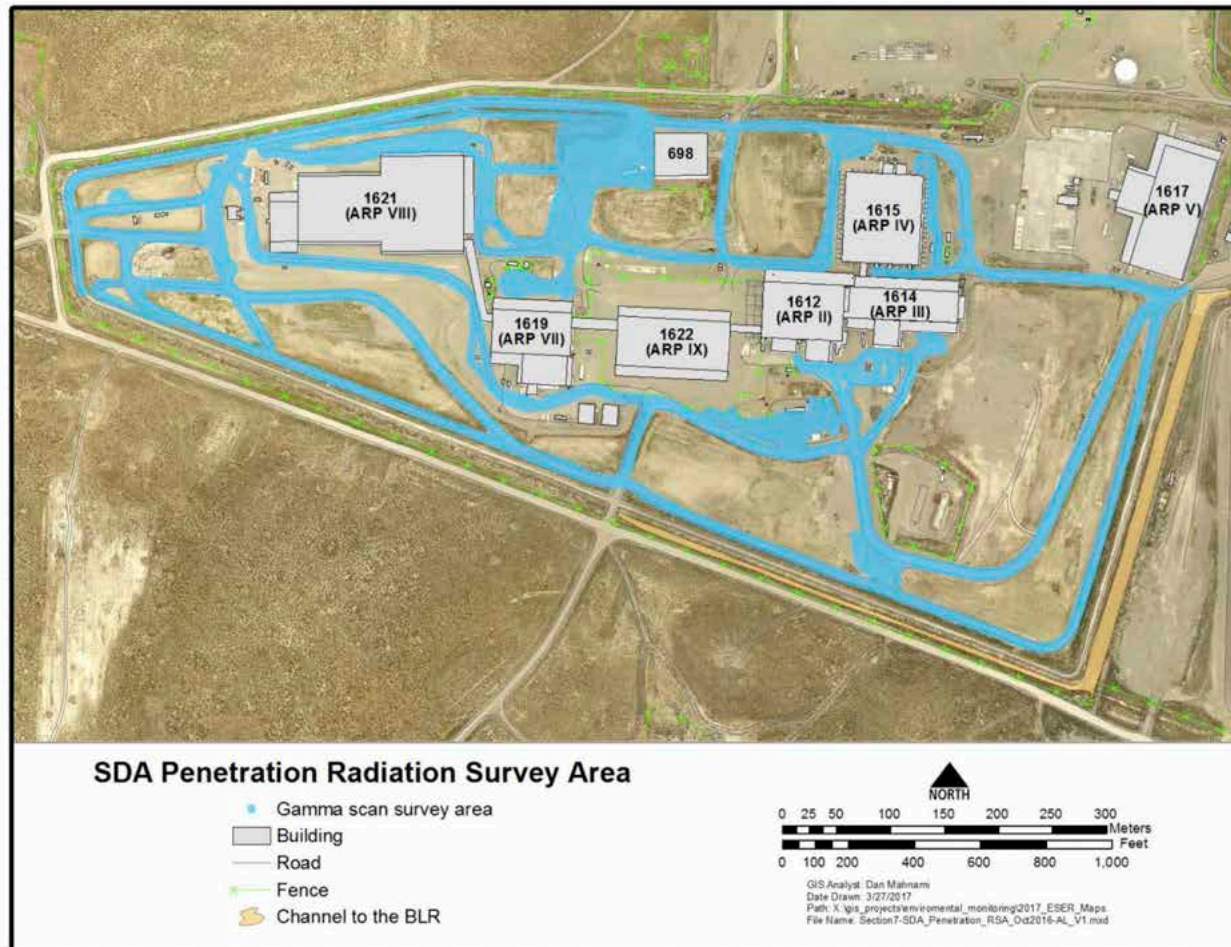 698
1621
(ARP VIII)
1615
(ARP IV)
1617
(ARP V)
1612
(ARP II)
1614
(ARP III)
1619
(ARP VII)
1622
(ARP IX)
SDA Penetration Radiation Survey Area
Gamma scan survey area
Building
Road
Fence
Channel to the BLR
NORTH
0 25 50 100 150 200 250 300
Meters
Feet
0 100 200 400 600 800 1,000
GIS Analyst: Dan Mahnami
Date Drawn: 3/27/2017
Path: X:\gis_projects\enviromental_monitoring\2017_ESER_Maps
File Name: Section7-SDA_Penetration_RSA_Oct2016-AL_V1.mxd